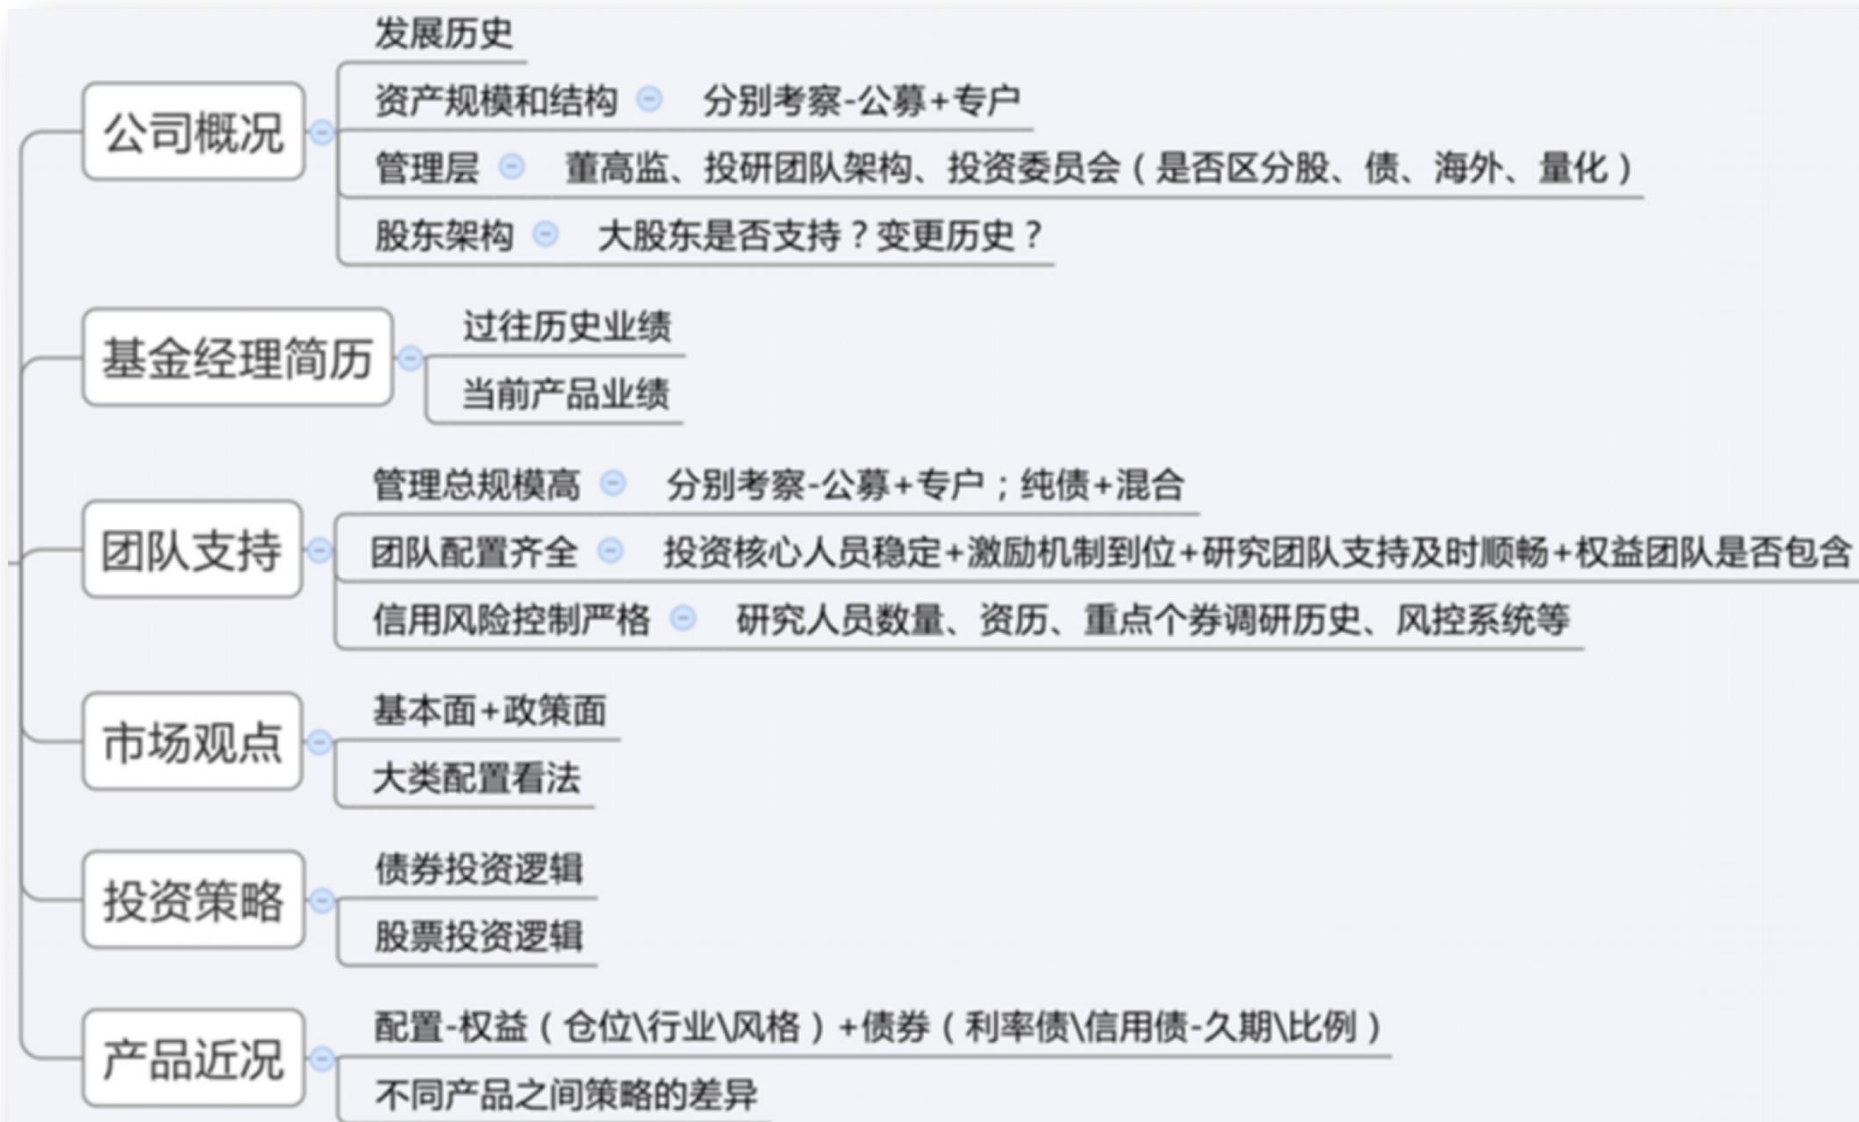 公司概况
发展历史
资产规模和结构 分别考察-公募+专户
管理层 董高监、投研团队架构、投资委员会（是否区分股、债、海外、量化）
股东架构 大股东是否支持？变更历史？
基金经理简历
过往历史业绩
当前产品业绩
团队支持
管理总规模高 分别考察-公募+专户；纯债+混合
团队配置齐全 投资核心人员稳定+激励机制到位+研究团队支持及时顺畅+权益团队是否包含
信用风险控制严格 研究人员数量、资历、重点个券调研历史、风控系统等
市场观点
基本面+政策面
大类配置看法
投资策略
债券投资逻辑
股票投资逻辑
产品近况
配置-权益（仓位\行业\风格）+债券（利率债\信用债-久期\比例）
不同产品之间策略的差异